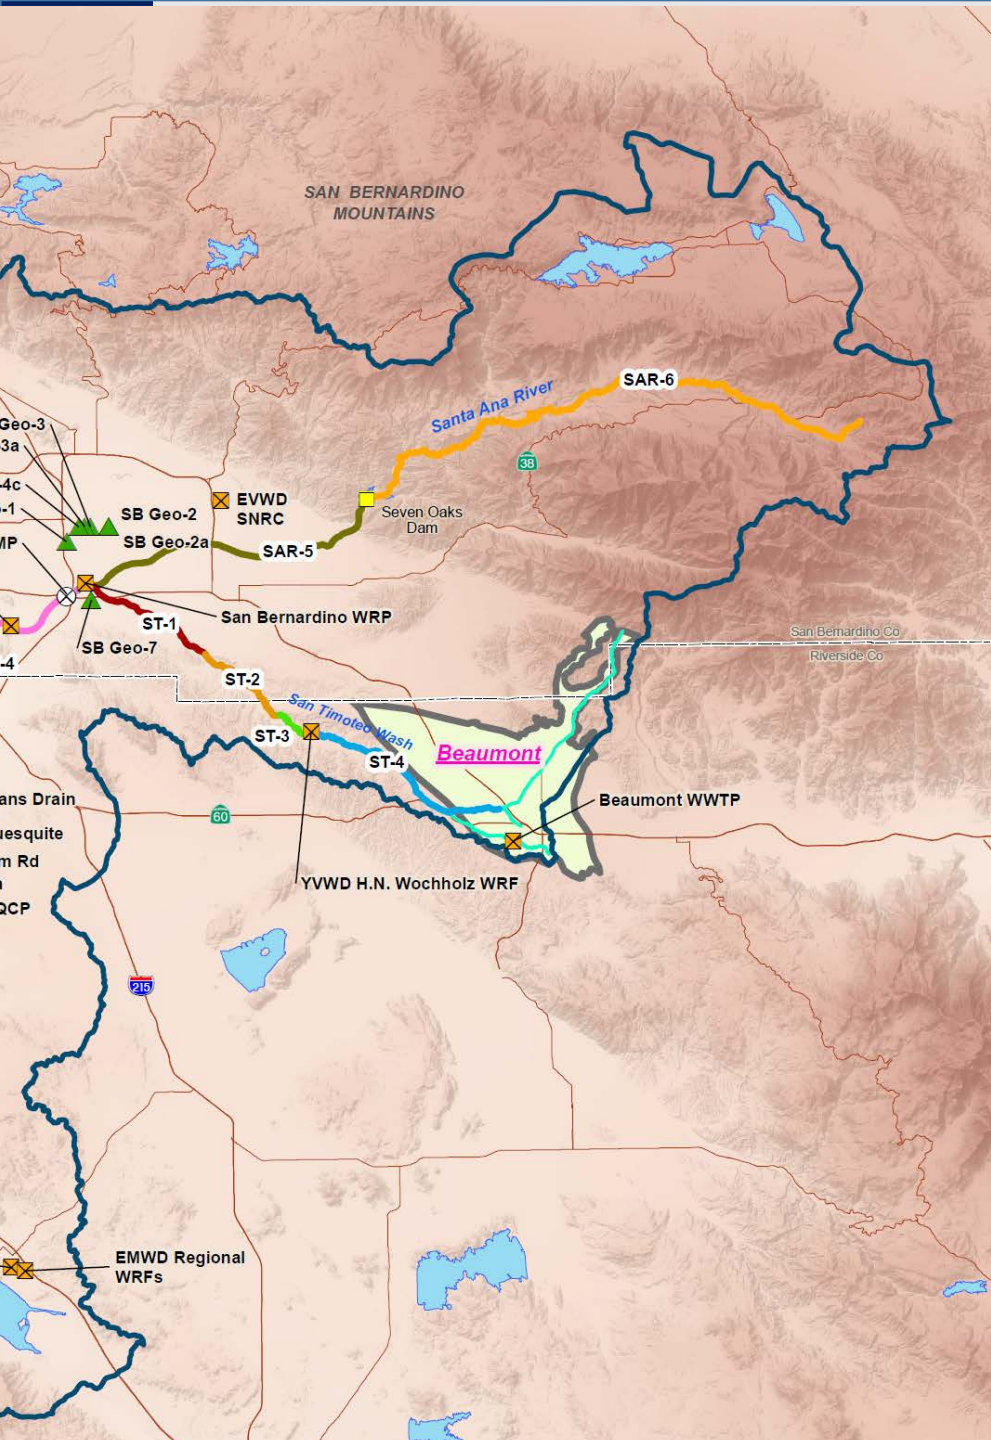 SAN BERNARDINO
MOUNTAINS
SAR-6
Santa Ana River
Geo-3
3a
38
-4c
EVWD
SNRC
-1
SB Geo-2
Seven Oaks
Dam
MP
SB Geo-2a
SAR-5
San Bernardino WRP
ST-1
San Bernardino Co
SB Geo-7
Riverside Co
-4
ST-2
San Timoteo Wash
ST-3
Beaumont
ST-4
ans Drain
Beaumont WWTP
60
uesquite
m Rd
YVWD H.N. Wochholz WRF
QCP
215
EMWD Regional
WRFs